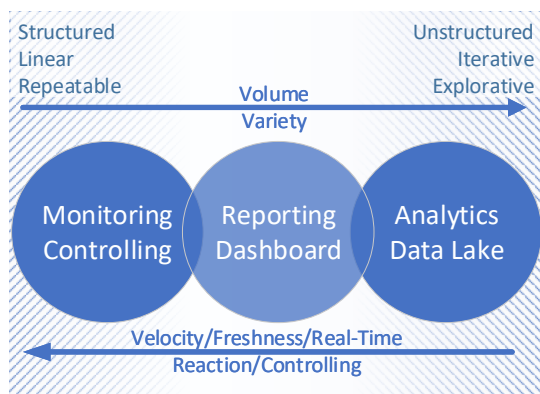 Structured
Linear
Repeatable
Unstructured
Iterative
Explorative
Volume
Variety
Monitoring
Controlling
Reporting
Dashboard
Analytics
Data Lake
Velocity/Freshness/Real-Time
Reaction/Controlling